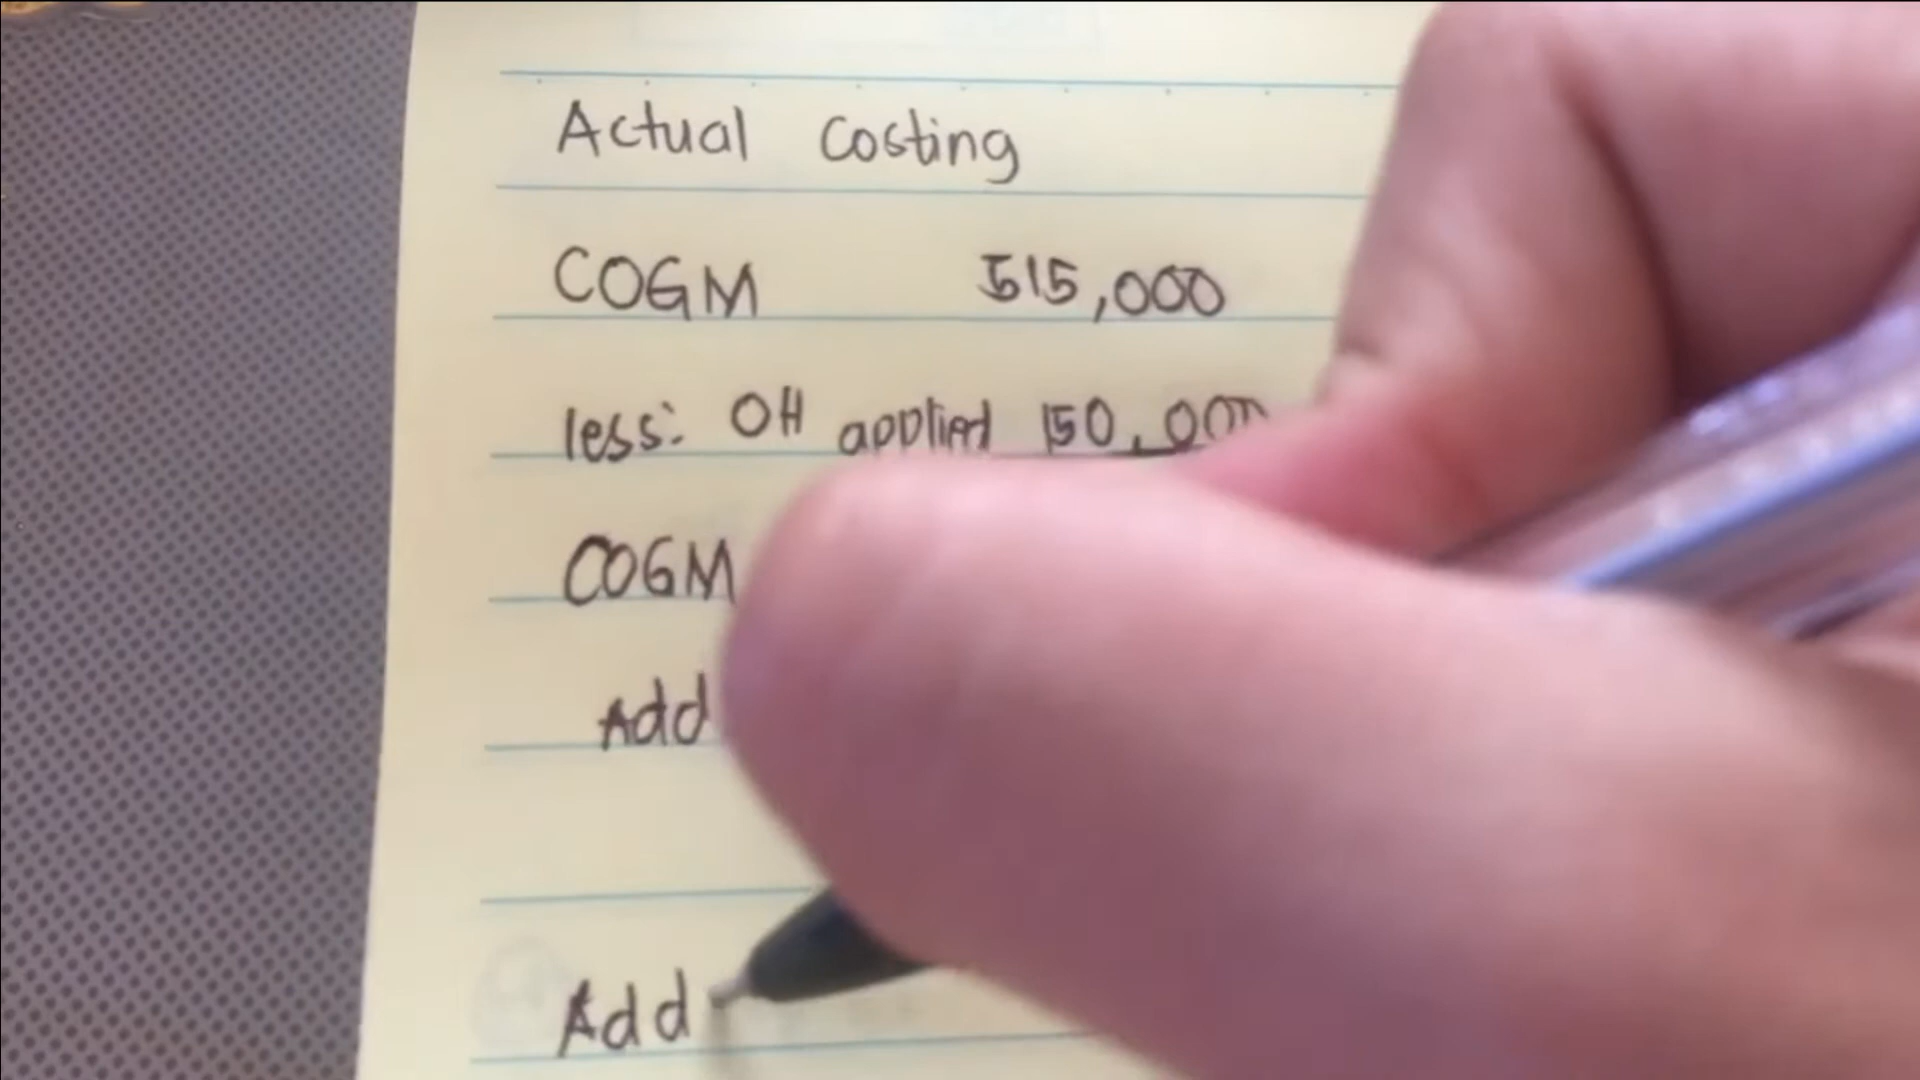 Actual Costing
COGM 515,000
less: OH applied 150,000
COGM
Add
Add